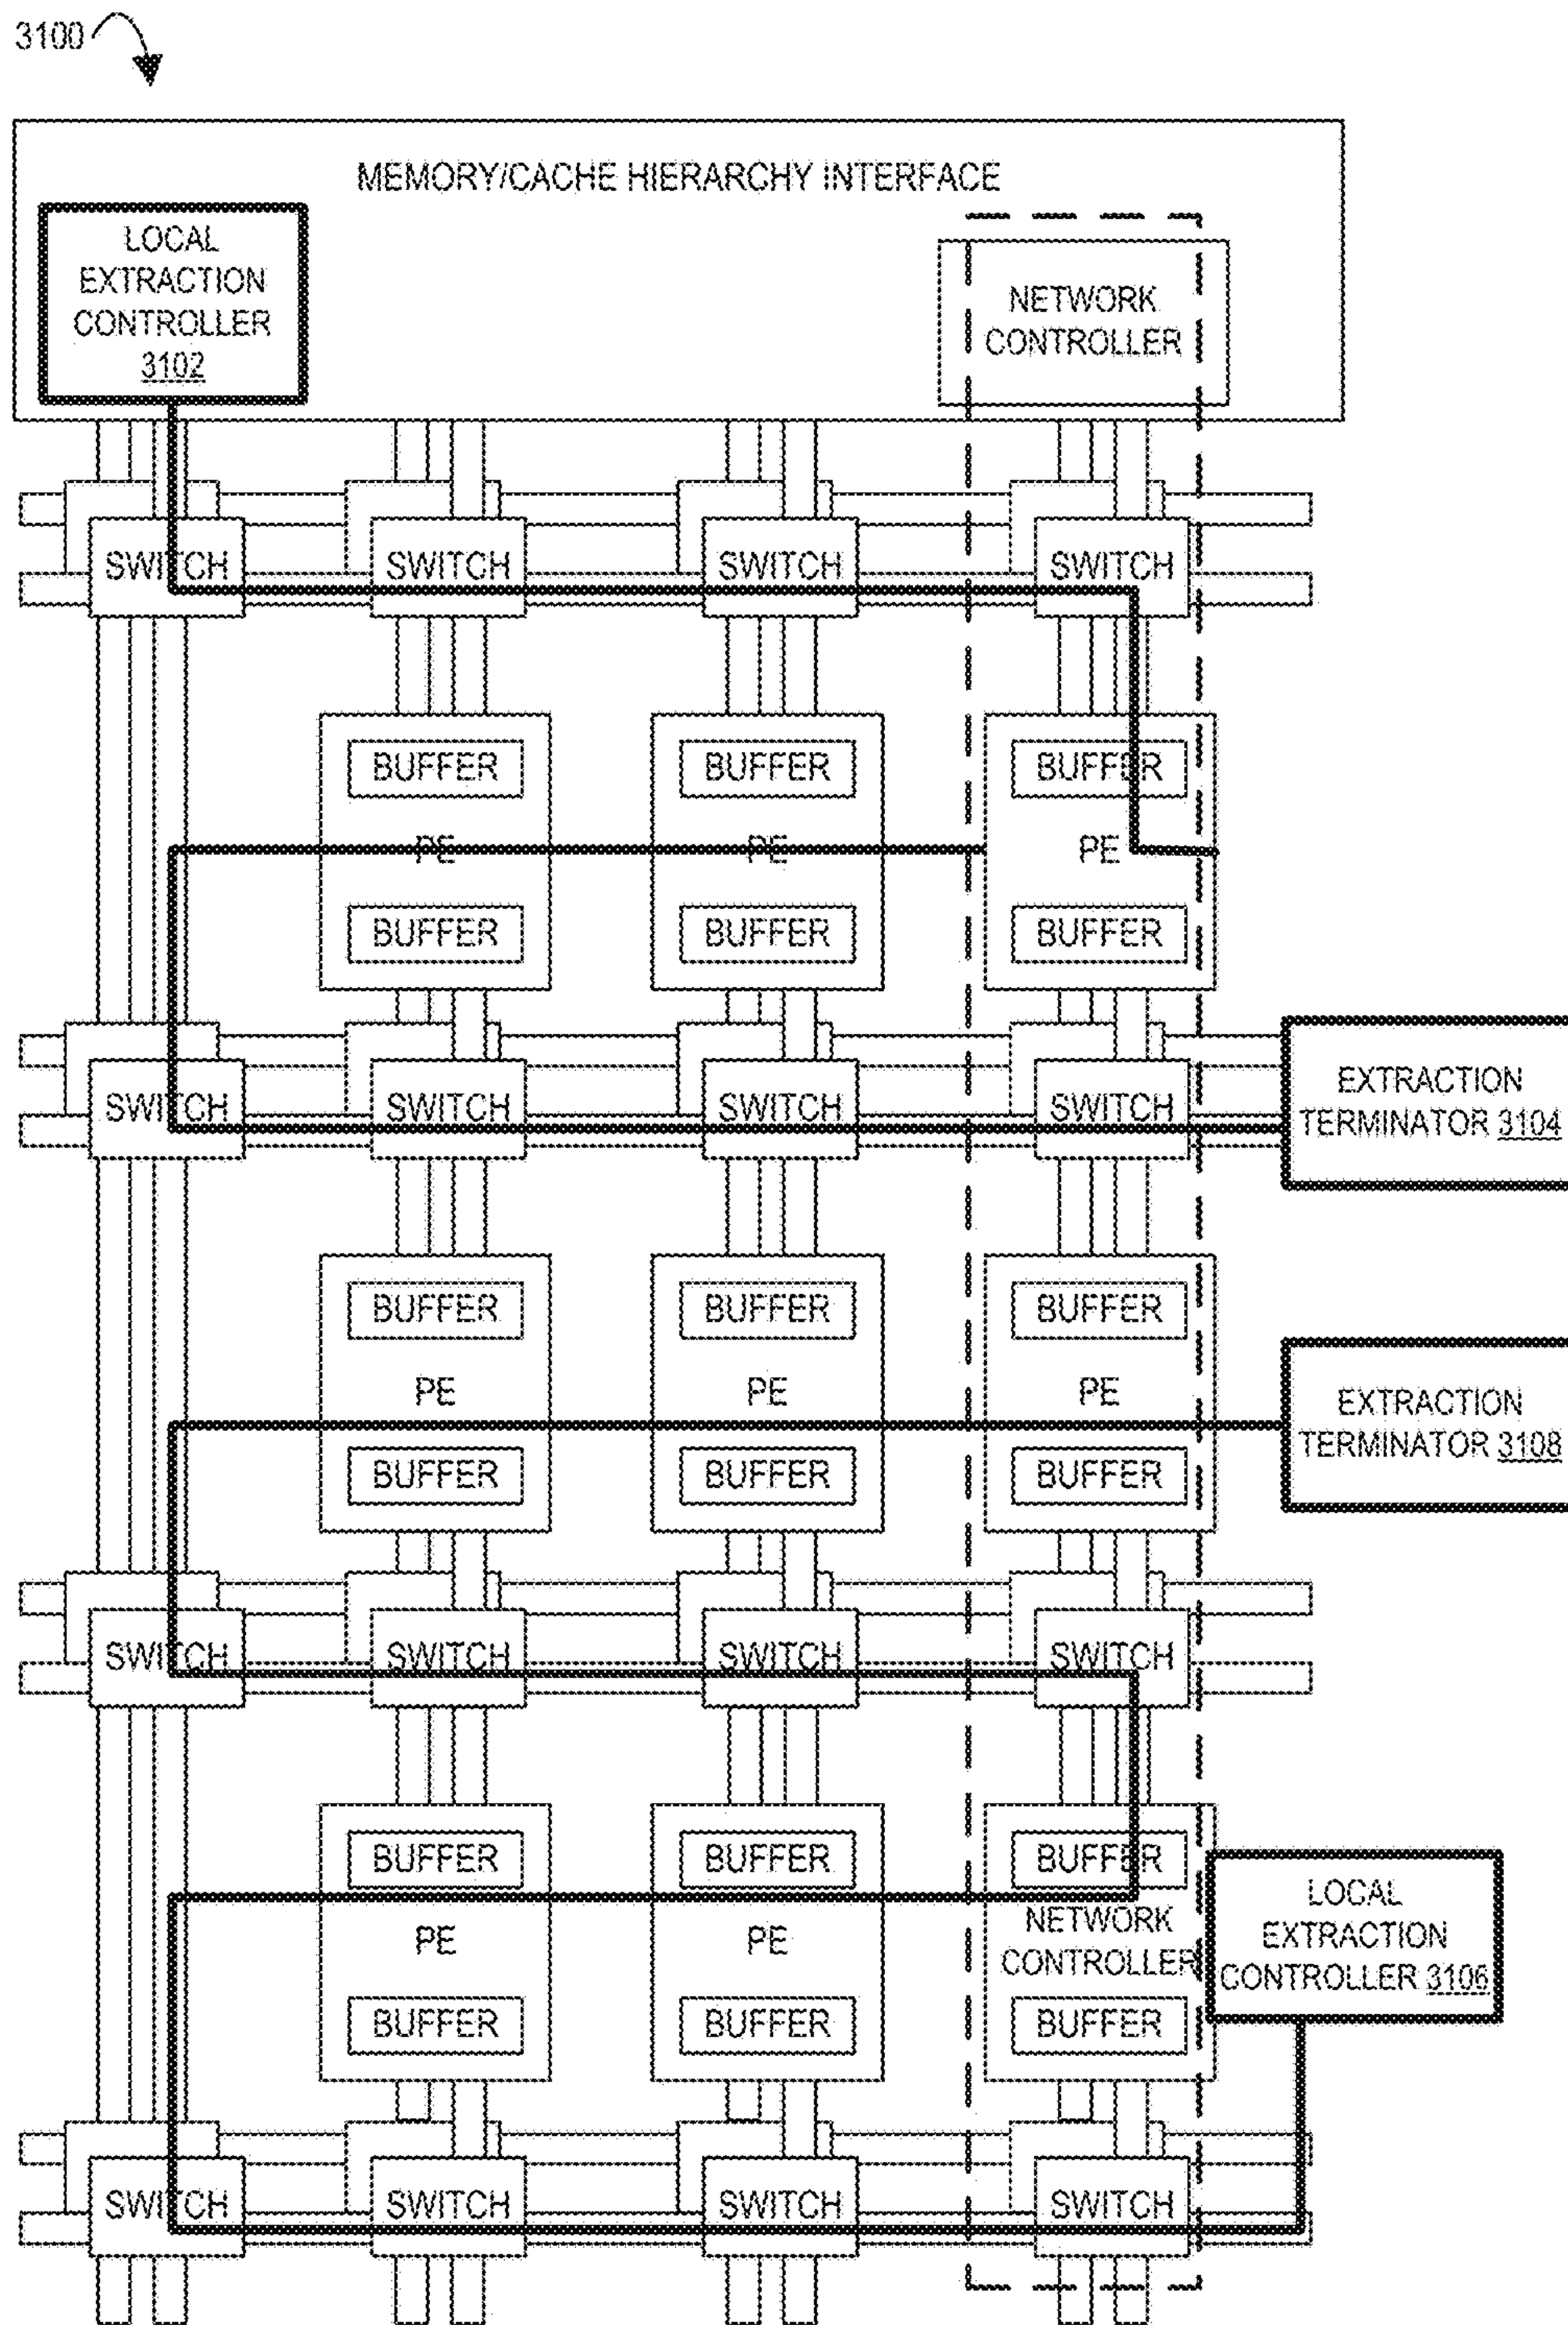 3100
MEMORY/CACHE HIERARCHY INTERFACE
LOCAL
EXTRACTION
CONTROLLER
3102
NETWORK
CONTROLLER
SWITCH SWITCH SWITCH SWITCH
BUFFER BUFFER BUFFER
PE PE PE
BUFFER BUFFER BUFFER
SWITCH SWITCH SWITCH SWITCH
EXTRACTION
TERMINATOR 3104
BUFFER BUFFER BUFFER
PE PE PE
BUFFER BUFFER BUFFER
EXTRACTION
TERMINATOR 3108
SWITCH SWITCH SWITCH SWITCH
BUFFER BUFFER BUFFER
PE PE
NETWORK
CONTROLLER
BUFFER BUFFER BUFFER
LOCAL
EXTRACTION
CONTROLLER 3106
SWITCH SWITCH SWITCH SWITCH